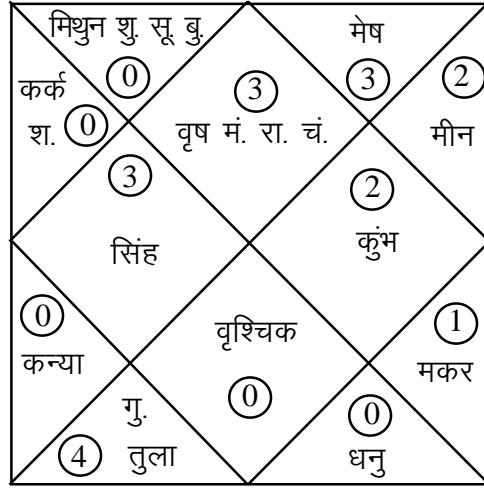 मिथुन शु. सू. बु.
0
मेष
3
2
मीन
कर्क
श. 0
3
वृष मं. रा. चं.
3
सिंह
2
कुंभ
0
कन्या
वृश्चिक
0
1
मकर
गु.
4 तुला
0
धनु